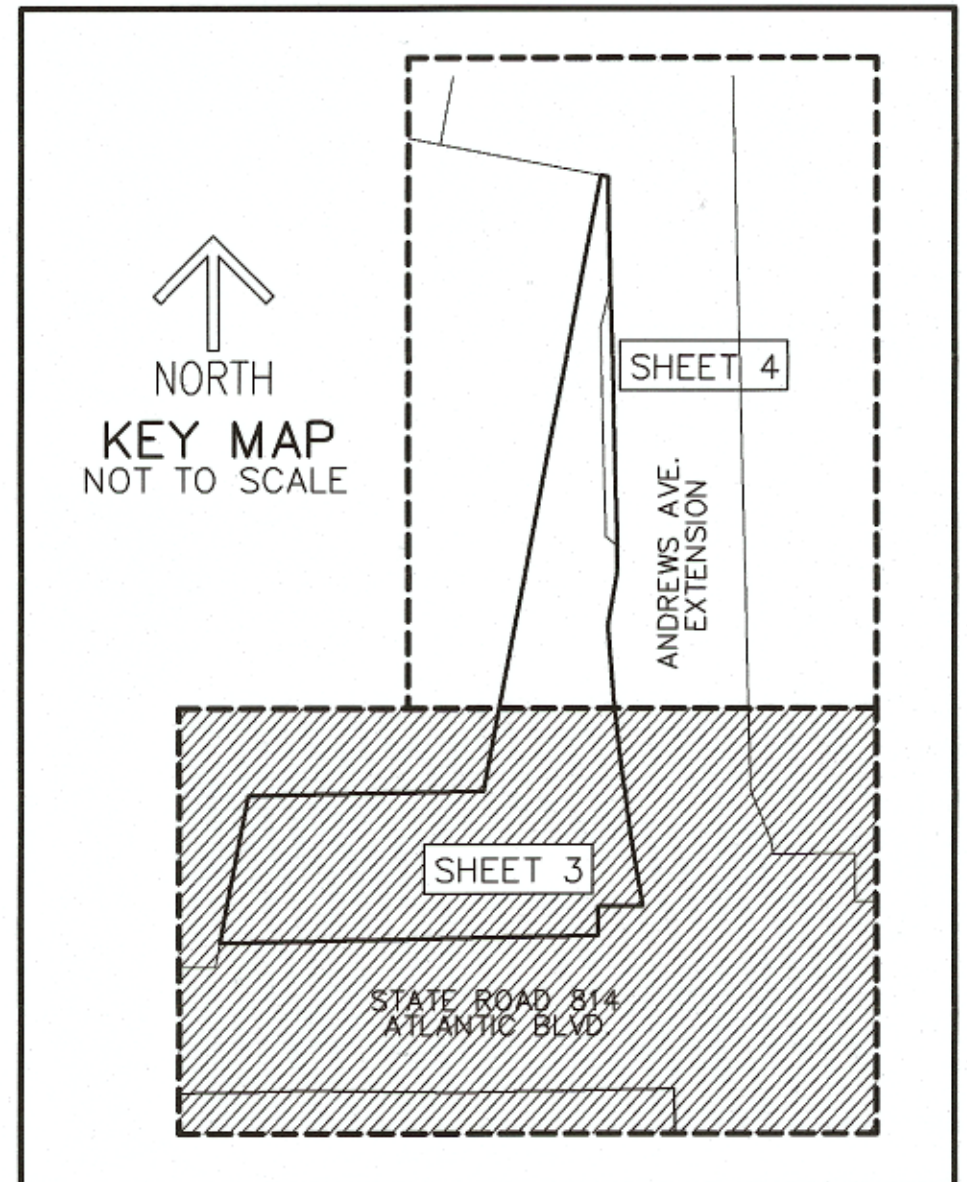 SHEET 4
NORTH
KEY MAP
NOT TO SCALE
ANDREWS AVE.
EXTENSION
SHEET 3
STATE ROAD 814
ATLANTIC BLVD.